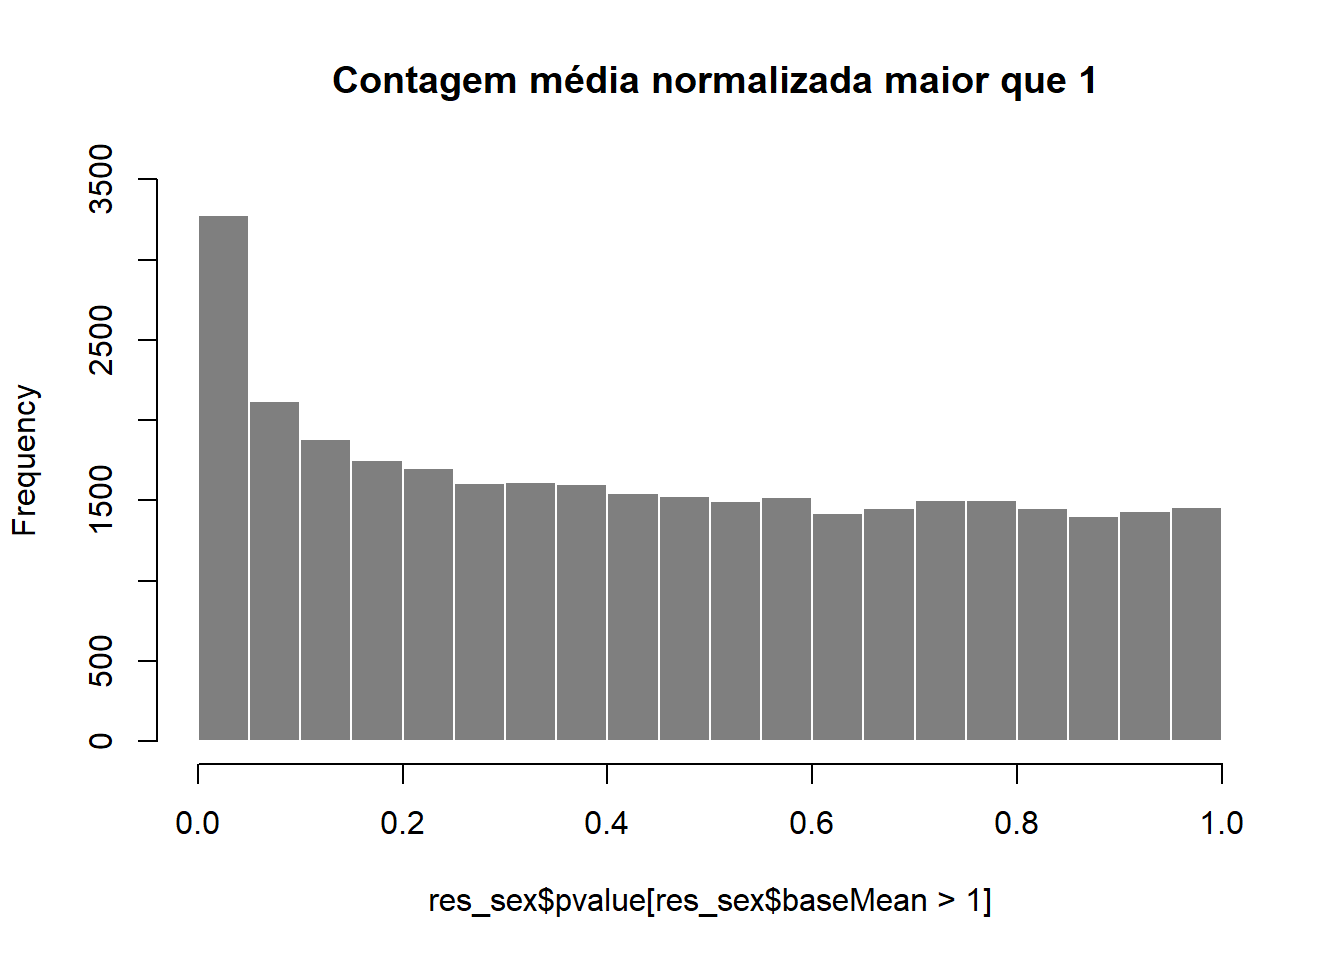 Contagem média normalizada maior que 1
Frequency
3500
2500
1500
500
0
0.0 0.2 0.4 0.6 0.8 1.0
res_sex$pvalue[res_sex$baseMean > 1]